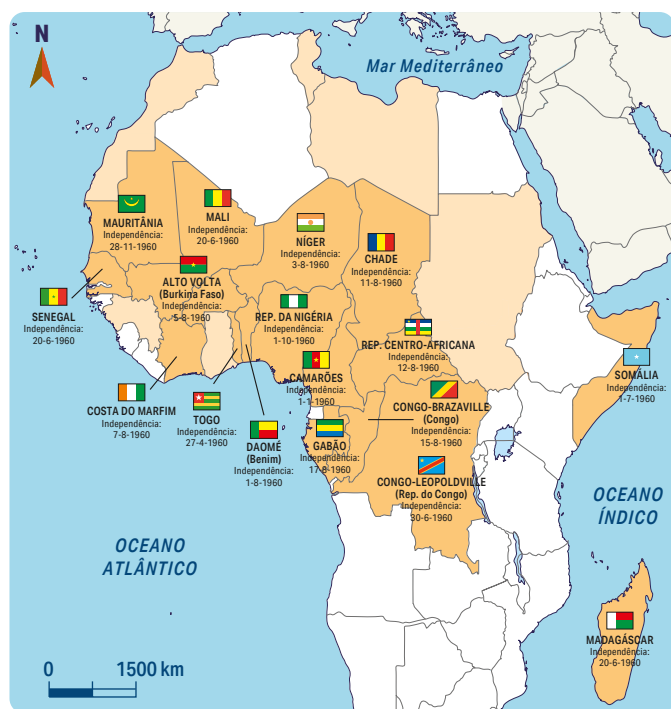 N
Mar Mediterrâneo
MAURITÂNIA
Independência:
28-11-1960
MALI
Independência:
20-6-1960
NÍGER
Independência:
3-8-1960
CHADE
Independência:
11-8-1960
ALTO VOLTA
(Burkina Faso)
Independência:
5-8-1960
SENEGAL
Independência:
20-6-1960
REP. DA NIGÉRIA
Independência:
1-10-1960
REP. CENTRO-AFRICANA
Independência:
12-8-1960
SOMÁLIA
Independência:
1-7-1960
CAMARÕES
Independência:
1-1-1960
COSTA DO MARFIM
Independência:
7-8-1960
TOGO
Independência:
27-4-1960
DAOMÉ
(Benim)
Independência:
1-8-1960
GABÃO
Independência:
17-8-1960
CONGO-BRAZAVILLE
(Congo)
Independência:
15-8-1960
CONGO-LEOPOLDVILLE
(Rep. do Congo)
Independência:
30-6-1960
OCEANO
ÍNDICO
OCEANO
ATLÂNTICO
MADAGÁSCAR
Independência:
20-6-1960
0 1500 km